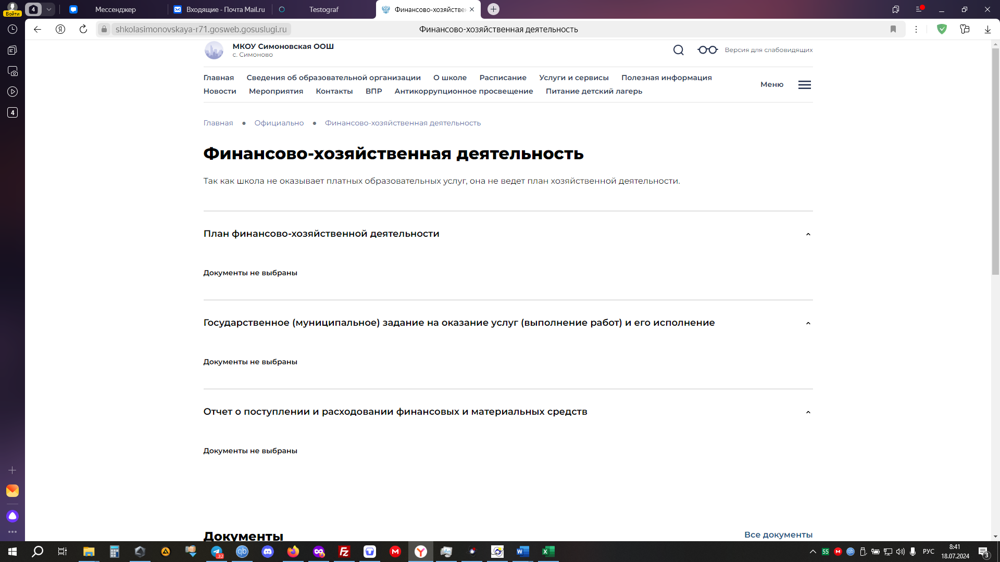 Войти
4
Мессенджер
Входящие - Почта Mail.ru
Testograf
Финансово-хозяйствен
shkolasimonovskaya-r71.gosweb.gosuslugi.ru
Финансово-хозяйственная деятельность
4
МКОУ Симоновская ООШ
с. Симоново
Версия для слабовидящих
Главная Сведения об образовательной организации О школе Расписание Услуги и сервисы Полезная информация
Новости Мероприятия Контакты ВПР Антикоррупционное просвещение Питание детский лагерь
Меню
Главная ● Официально ● Финансово-хозяйственная деятельность
Финансово-хозяйственная деятельность
Так как школа не оказывает платных образовательных услуг, она не ведет план хозяйственной деятельности.
План финансово-хозяйственной деятельности
Документы не выбраны
Государственное (муниципальное) задание на оказание услуг (выполнение работ) и его исполнение
Документы не выбраны
Отчет о поступлении и расходовании финансовых и материальных средств
Документы не выбраны
Документы
Все документы
32
qb
55
РУС
8:41
18.07.2024
3